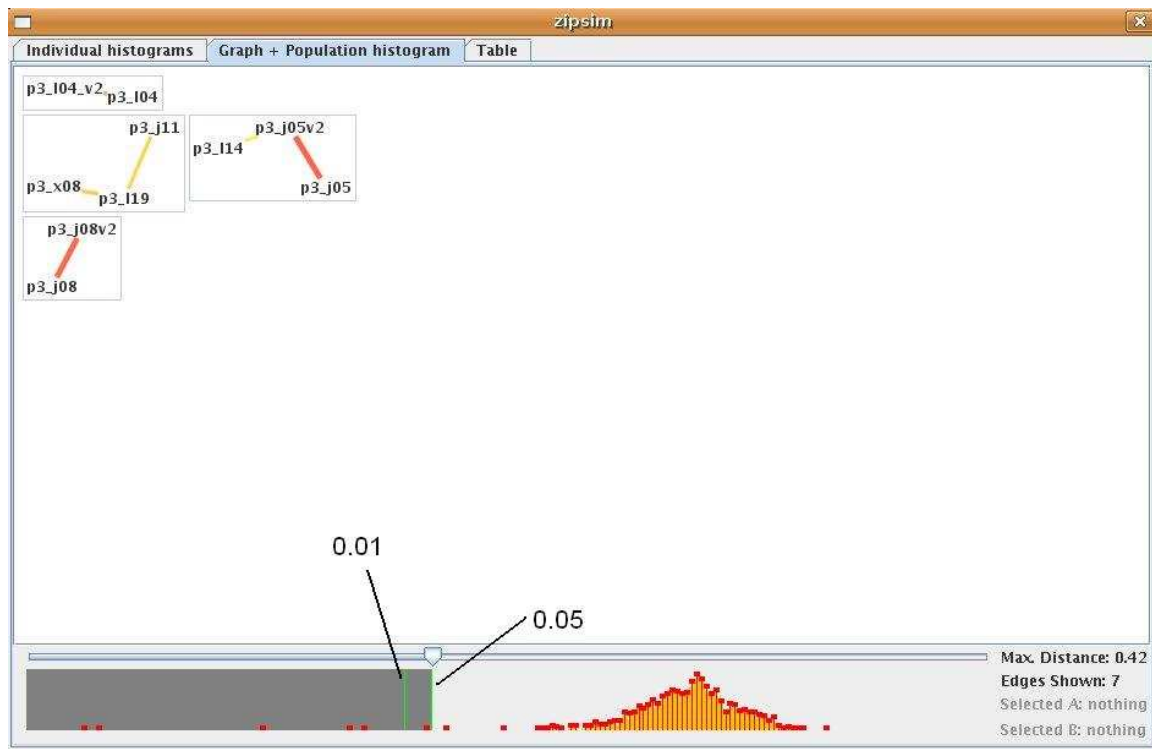 zipsim
Individual histograms Graph + Population histogram Table
p3_l04_v2 p3_l04
p3_j11
p3_x08
p3_l19
p3_j05v2
p3_l14
p3_j05
p3_j08v2
p3_j08
0.01
0.05
Max. Distance: 0.42
Edges Shown: 7
Selected A: nothing
Selected B: nothing